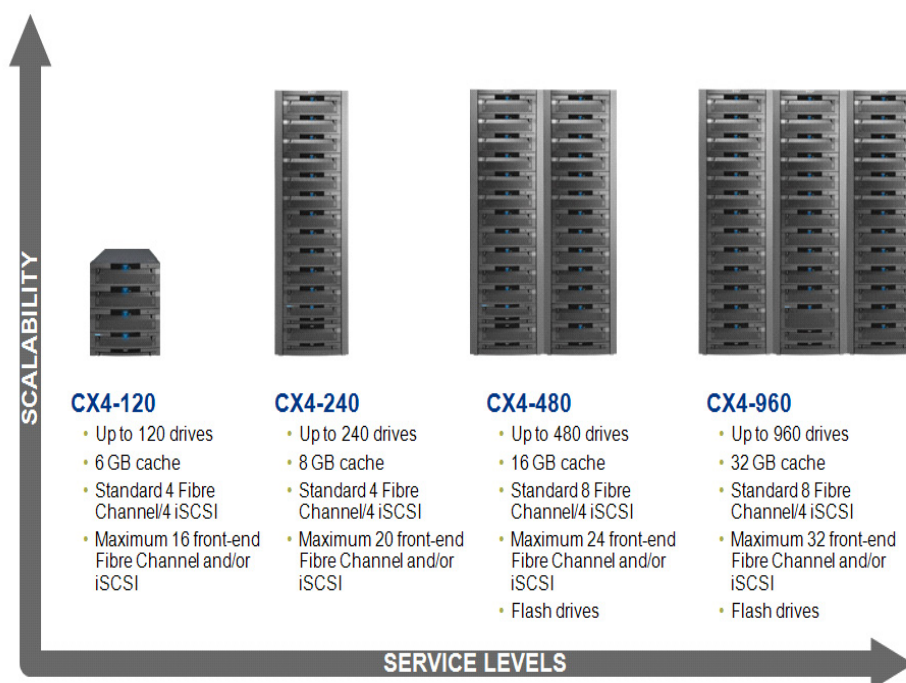 SCALABILITY
CX4-120
• Up to 120 drives
• 6 GB cache
• Standard 4 Fibre
Channel/4 iSCSI
• Maximum 16 front-end
Fibre Channel and/or
iSCSI
CX4-240
• Up to 240 drives
• 8 GB cache
• Standard 4 Fibre
Channel/4 iSCSI
• Maximum 20 front-end
Fibre Channel and/or
iSCSI
CX4-480
• Up to 480 drives
• 16 GB cache
• Standard 8 Fibre
Channel/4 iSCSI
• Maximum 24 front-end
Fibre Channel and/or
iSCSI
• Flash drives
CX4-960
• Up to 960 drives
• 32 GB cache
• Standard 8 Fibre
Channel/4 iSCSI
• Maximum 32 front-end
Fibre Channel and/or
iSCSI
• Flash drives
SERVICE LEVELS